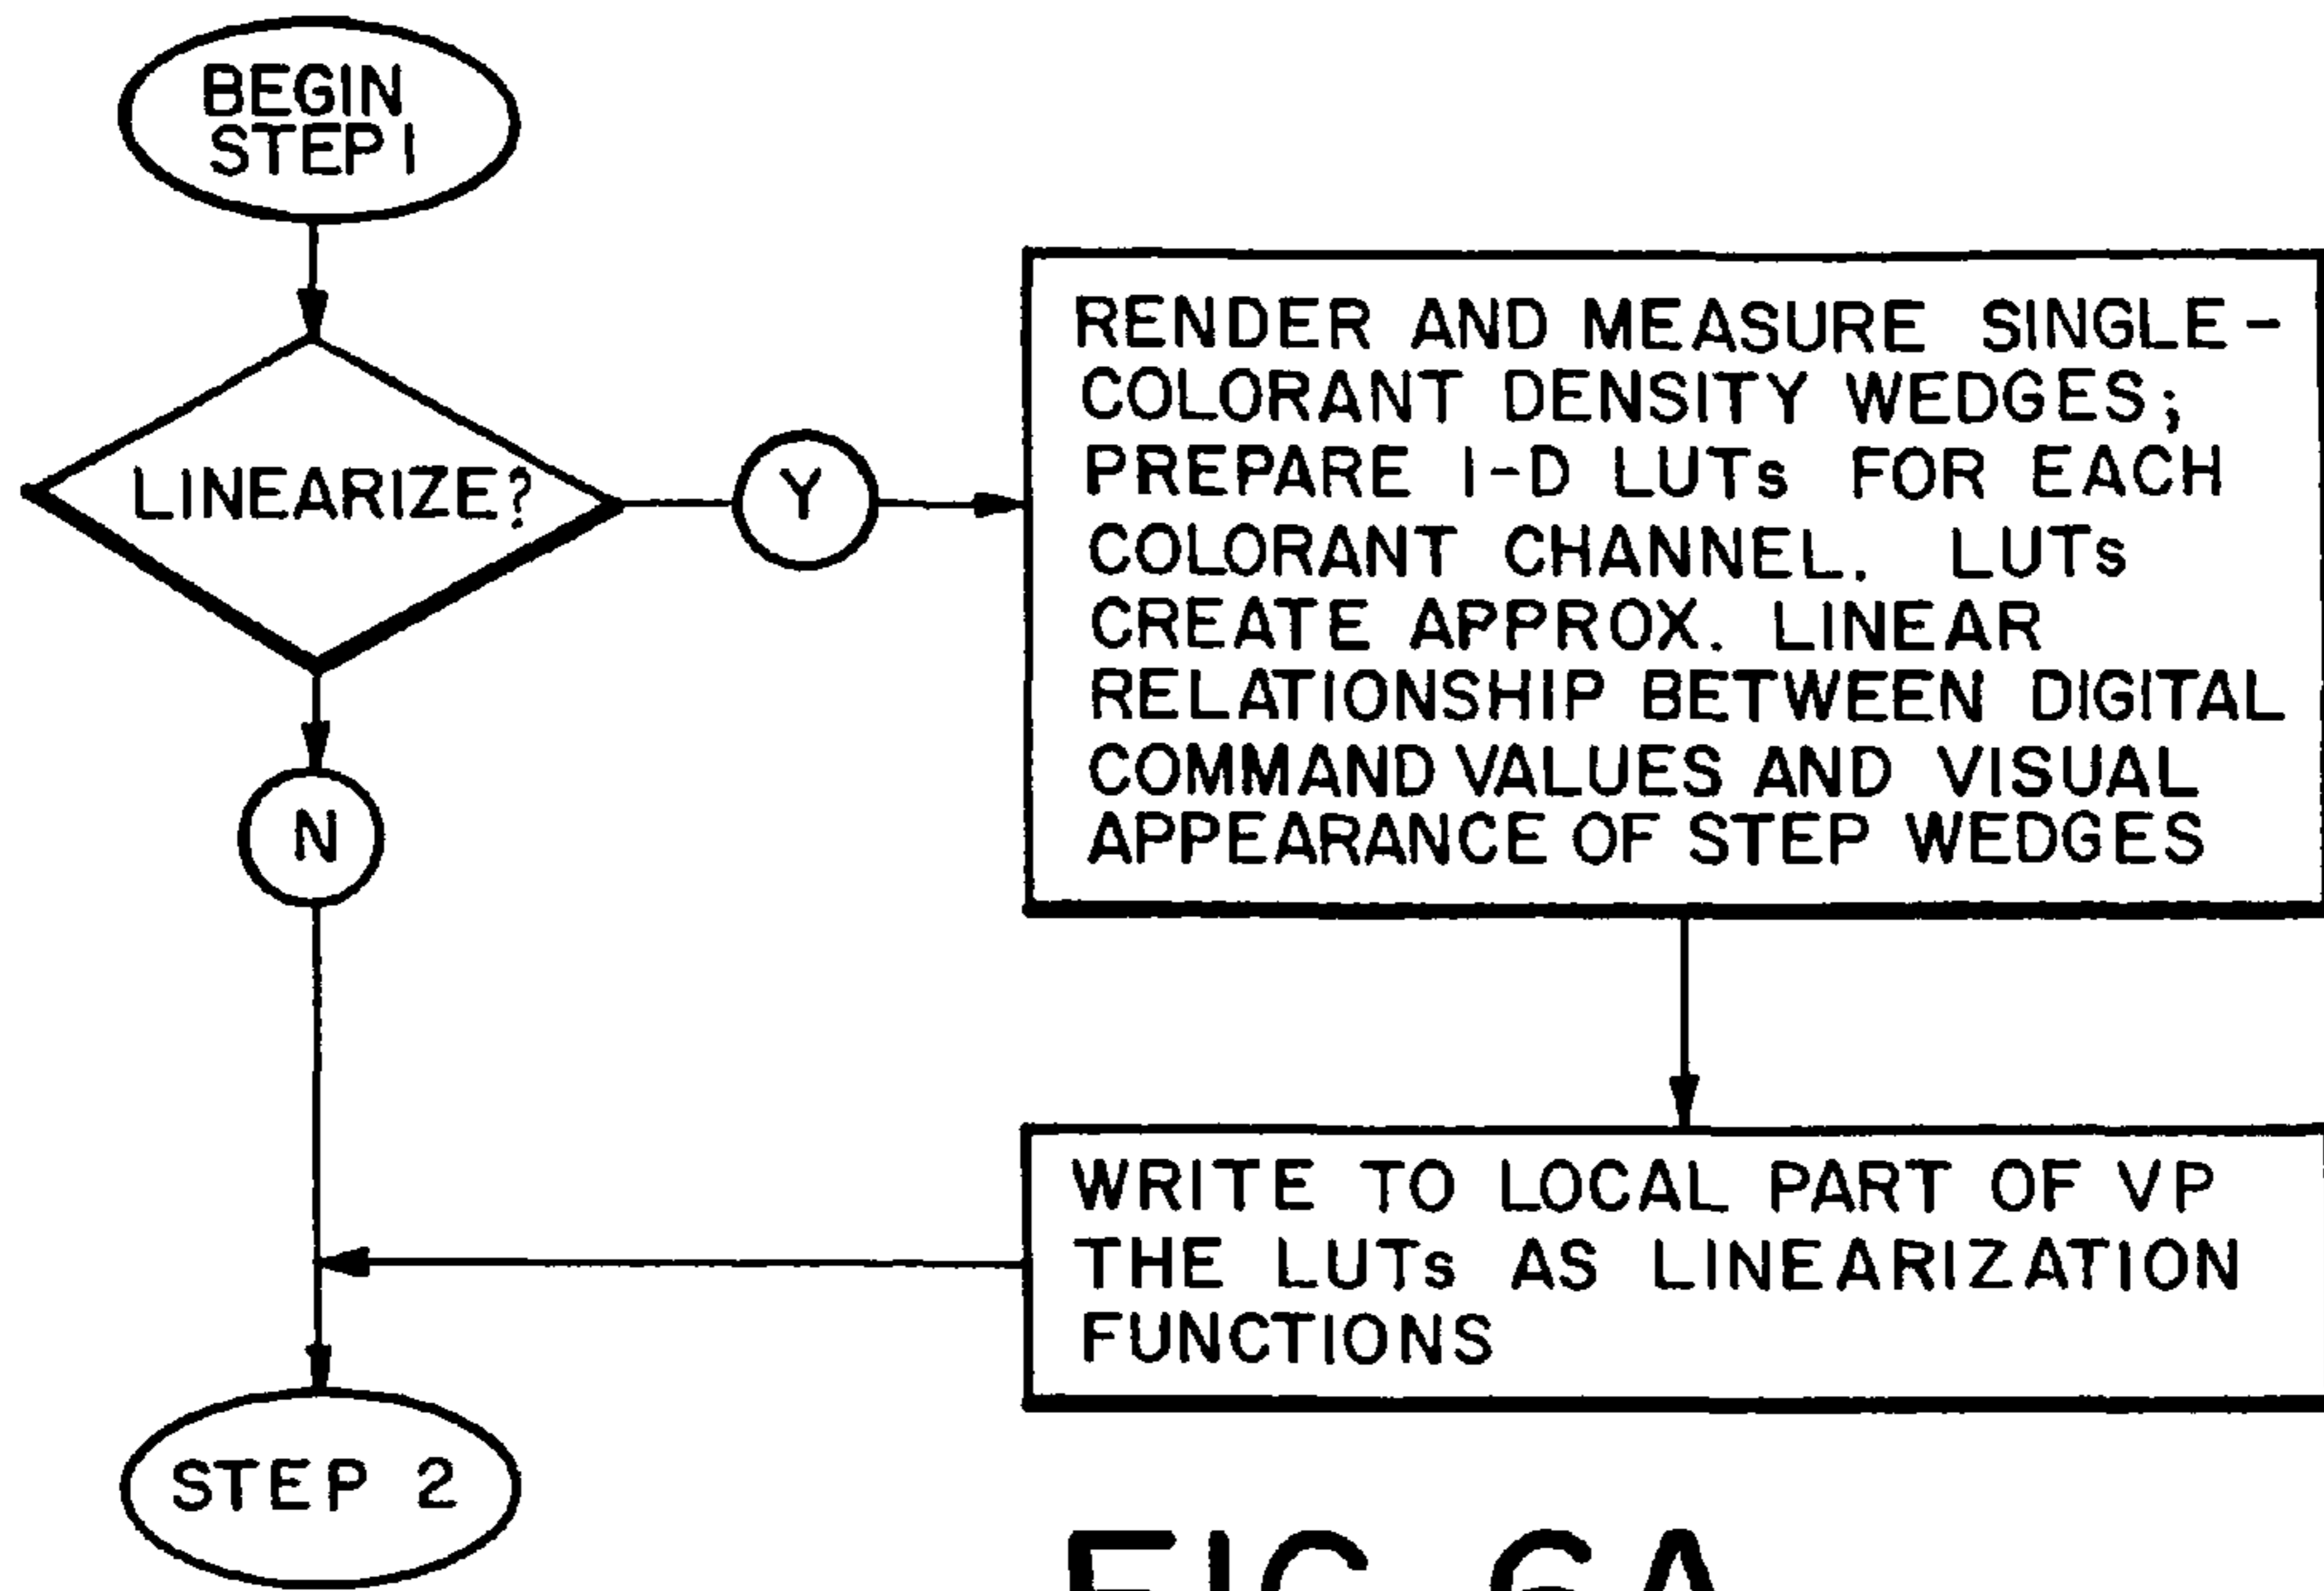 BEGIN
STEP 1
LINEARIZE?
Y
RENDER AND MEASURE SINGLE-
COLORANT DENSITY WEDGES;
PREPARE 1-D LUTs FOR EACH
COLORANT CHANNEL. LUTs
CREATE APPROX. LINEAR
RELATIONSHIP BETWEEN DIGITAL
COMMAND VALUES AND VISUAL
APPEARANCE OF STEP WEDGES
N
WRITE TO LOCAL PART OF VP
THE LUTs AS LINEARIZATION
FUNCTIONS
STEP 2
FIG. 6A